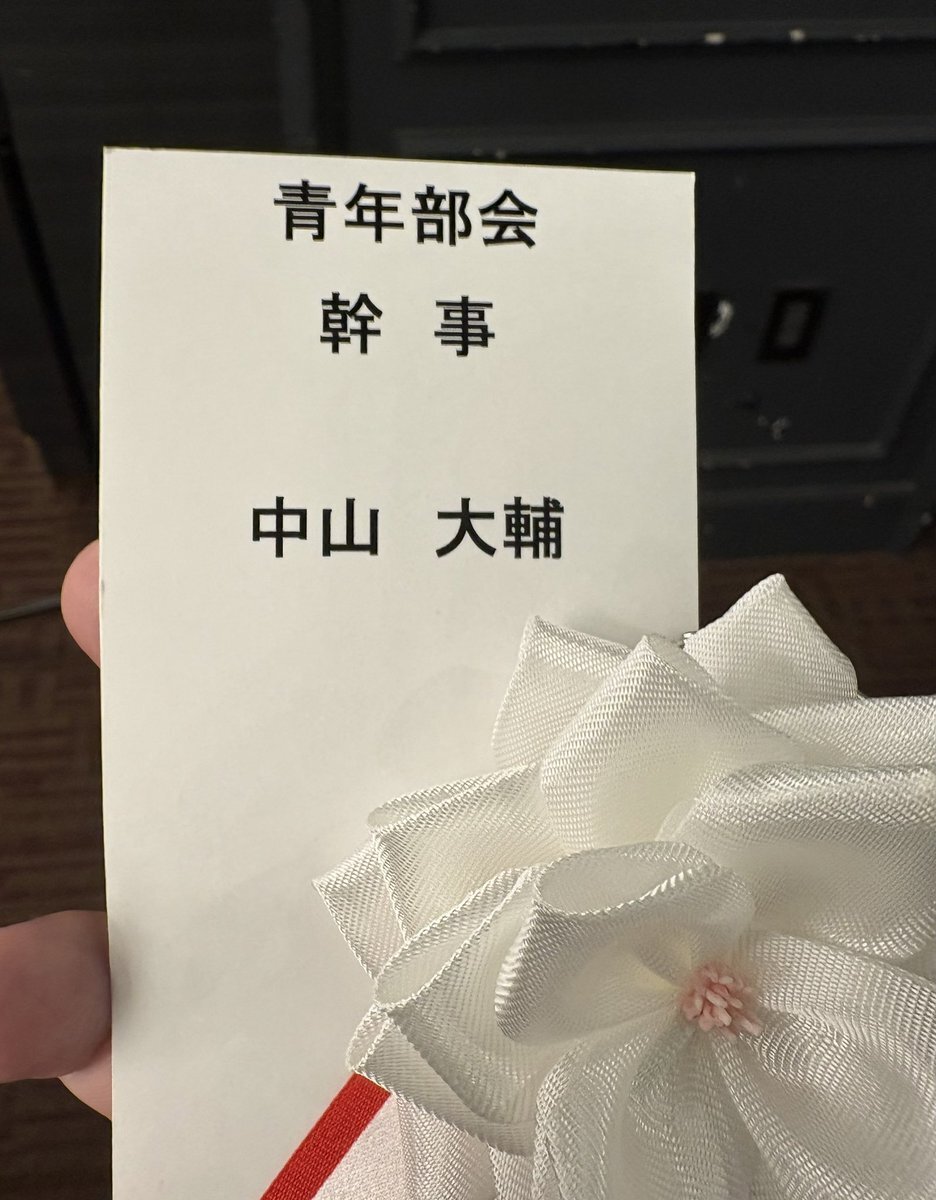 青年部会
幹　事
中山　大輔